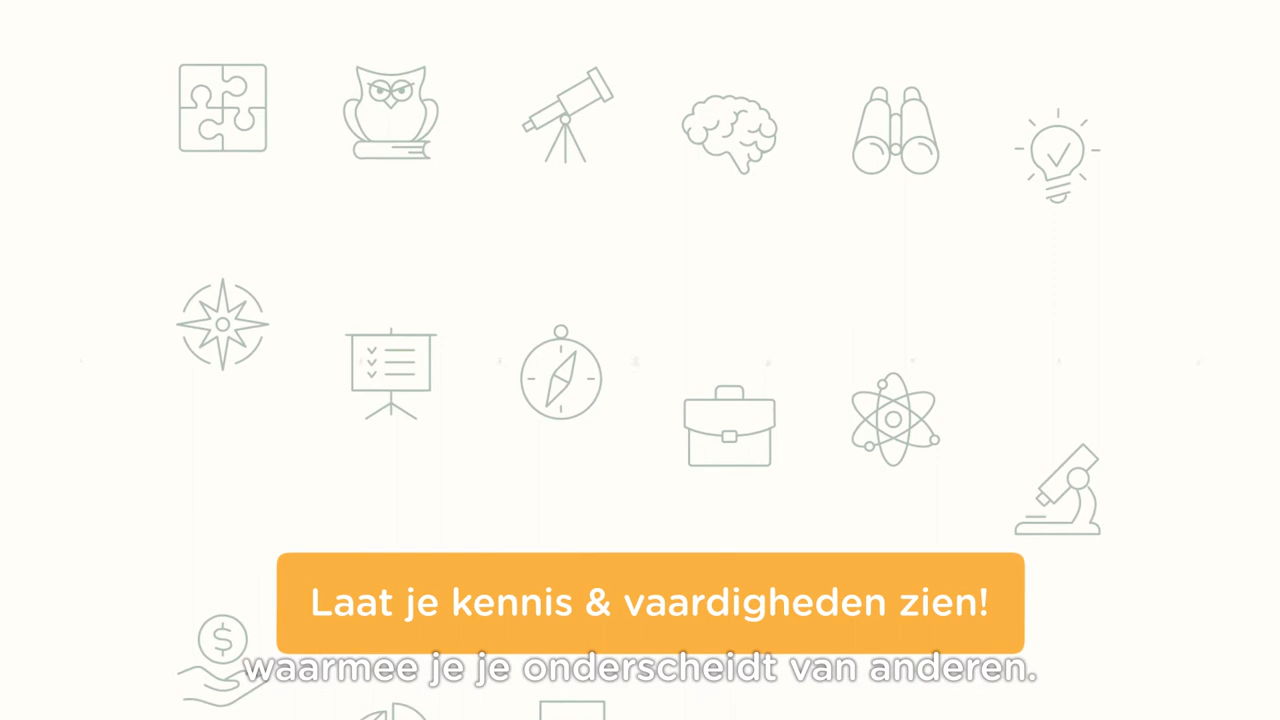 Laat je kennis & vaardigheden zien!
waarmee je je onderscheidt van anderen.